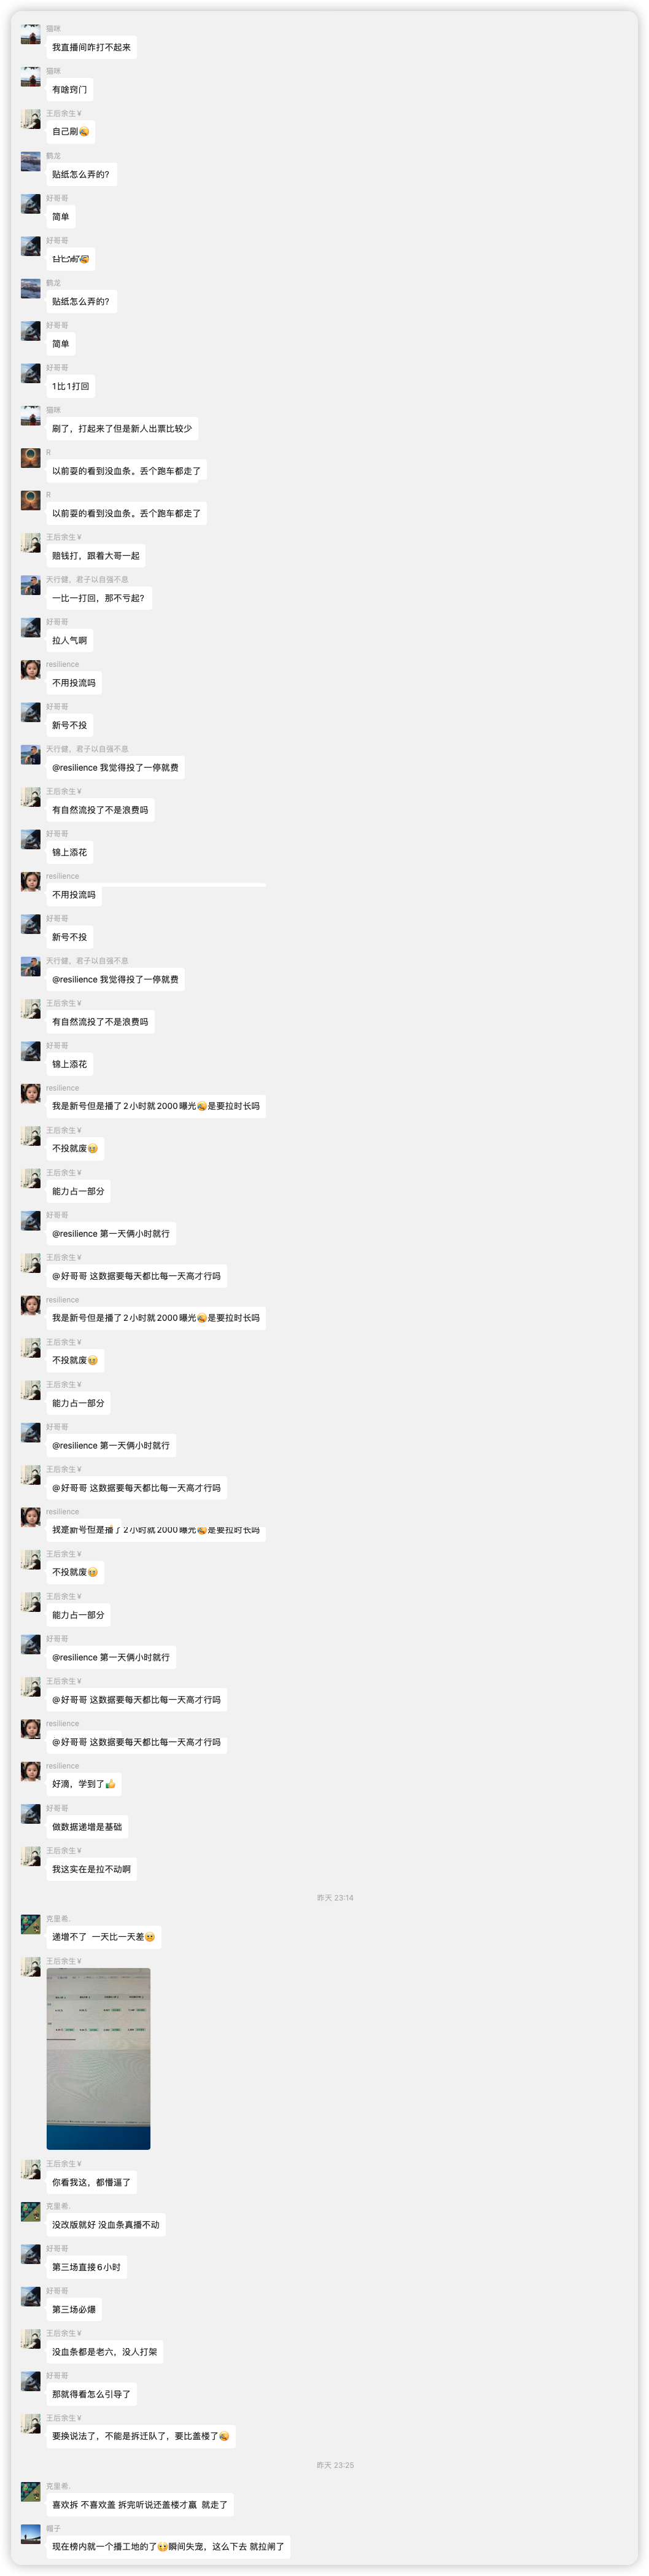 猫咪
我直播间咋打不起来
猫咪
有啥窍门
王后余生¥
自己刷
鹤龙
贴纸怎么弄的?
好哥哥
简单
好哥哥
鹤龙
贴纸怎么弄的?
好哥哥
简单
好哥哥
1比1打回
猫咪
刷了，打起来了但是新人出票比较少
R
以前耍的看到没血条。丢个跑车都走了
R
以前耍的看到没血条。丢个跑车都走了
王后余生¥
赔钱打，跟着大哥一起
天行健，君子以自强不息
一比一打回，那不亏起?
好哥哥
拉人气啊
resilience
不用投流吗
好哥哥
新号不投
天行健，君子以自强不息
@resilience 我觉得投了一停就费
王后余生¥
有自然流投了不是浪费吗
好哥哥
锦上添花
resilience
不用投流吗
好哥哥
新号不投
天行健，君子以自强不息
@resilience 我觉得投了一停就费
王后余生¥
有自然流投了不是浪费吗
好哥哥
锦上添花
resilience
我是新号但是播了2小时就2000曝光是要拉时长吗
王后余生¥
不投就废
王后余生¥
能力占一部分
好哥哥
@resilience 第一天俩小时就行
王后余生¥
@好哥哥 这数据要每天都比每一天高才行吗
resilience
我是新号但是播了2小时就2000曝光是要拉时长吗
王后余生¥
不投就废
王后余生¥
能力占一部分
好哥哥
@resilience 第一天俩小时就行
王后余生¥
@好哥哥 这数据要每天都比每一天高才行吗
resilience
我是新号但是播了2小时就2000曝光是要拉时长吗
王后余生¥
不投就废
王后余生¥
能力占一部分
好哥哥
@resilience 第一天俩小时就行
王后余生¥
@好哥哥 这数据要每天都比每一天高才行吗
resilience
@好哥哥 这数据要每天都比每一天高才行吗
resilience
好滴，学到了
好哥哥
做数据递增是基础
王后余生¥
我这实在是拉不动啊
昨天 23:14
克里希.
递增不了 一天比一天差
王后余生¥
王后余生¥
你看我这，都懵逼了
克里希.
没改版就好 没血条真播不动
好哥哥
第三场直接6小时
好哥哥
第三场必爆
王后余生¥
没血条都是老六，没人打架
好哥哥
那就得看怎么引导了
王后余生¥
要换说法了，不能是拆迁队了，要比盖楼了
昨天 23:25
克里希.
喜欢拆 不喜欢盖 拆完听说还盖楼才赢 就走了
帽子
现在榜内就一个播工地的了瞬间失宠，这么下去 就拉闸了